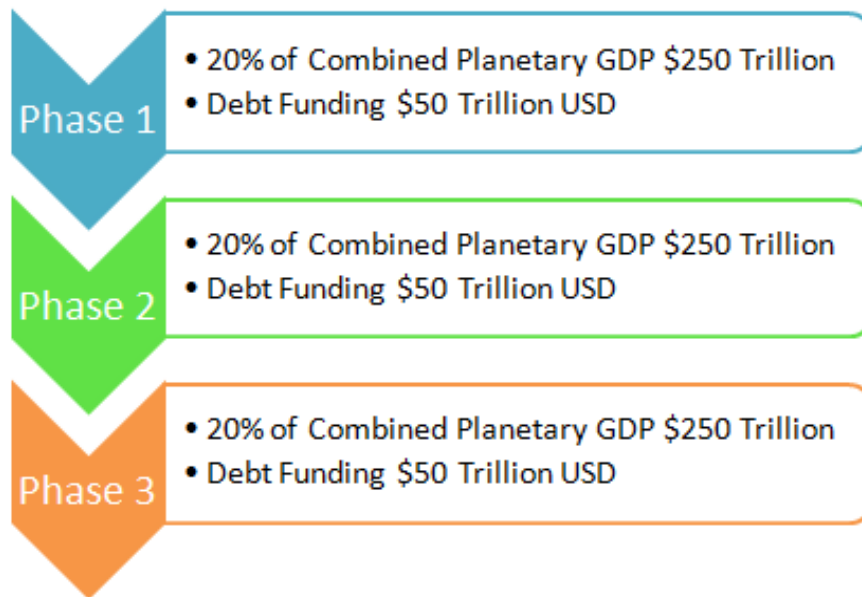 Phase 1
• 20% of Combined Planetary GDP $250 Trillion
• Debt Funding $50 Trillion USD
Phase 2
• 20% of Combined Planetary GDP $250 Trillion
• Debt Funding $50 Trillion USD
Phase 3
• 20% of Combined Planetary GDP $250 Trillion
• Debt Funding $50 Trillion USD